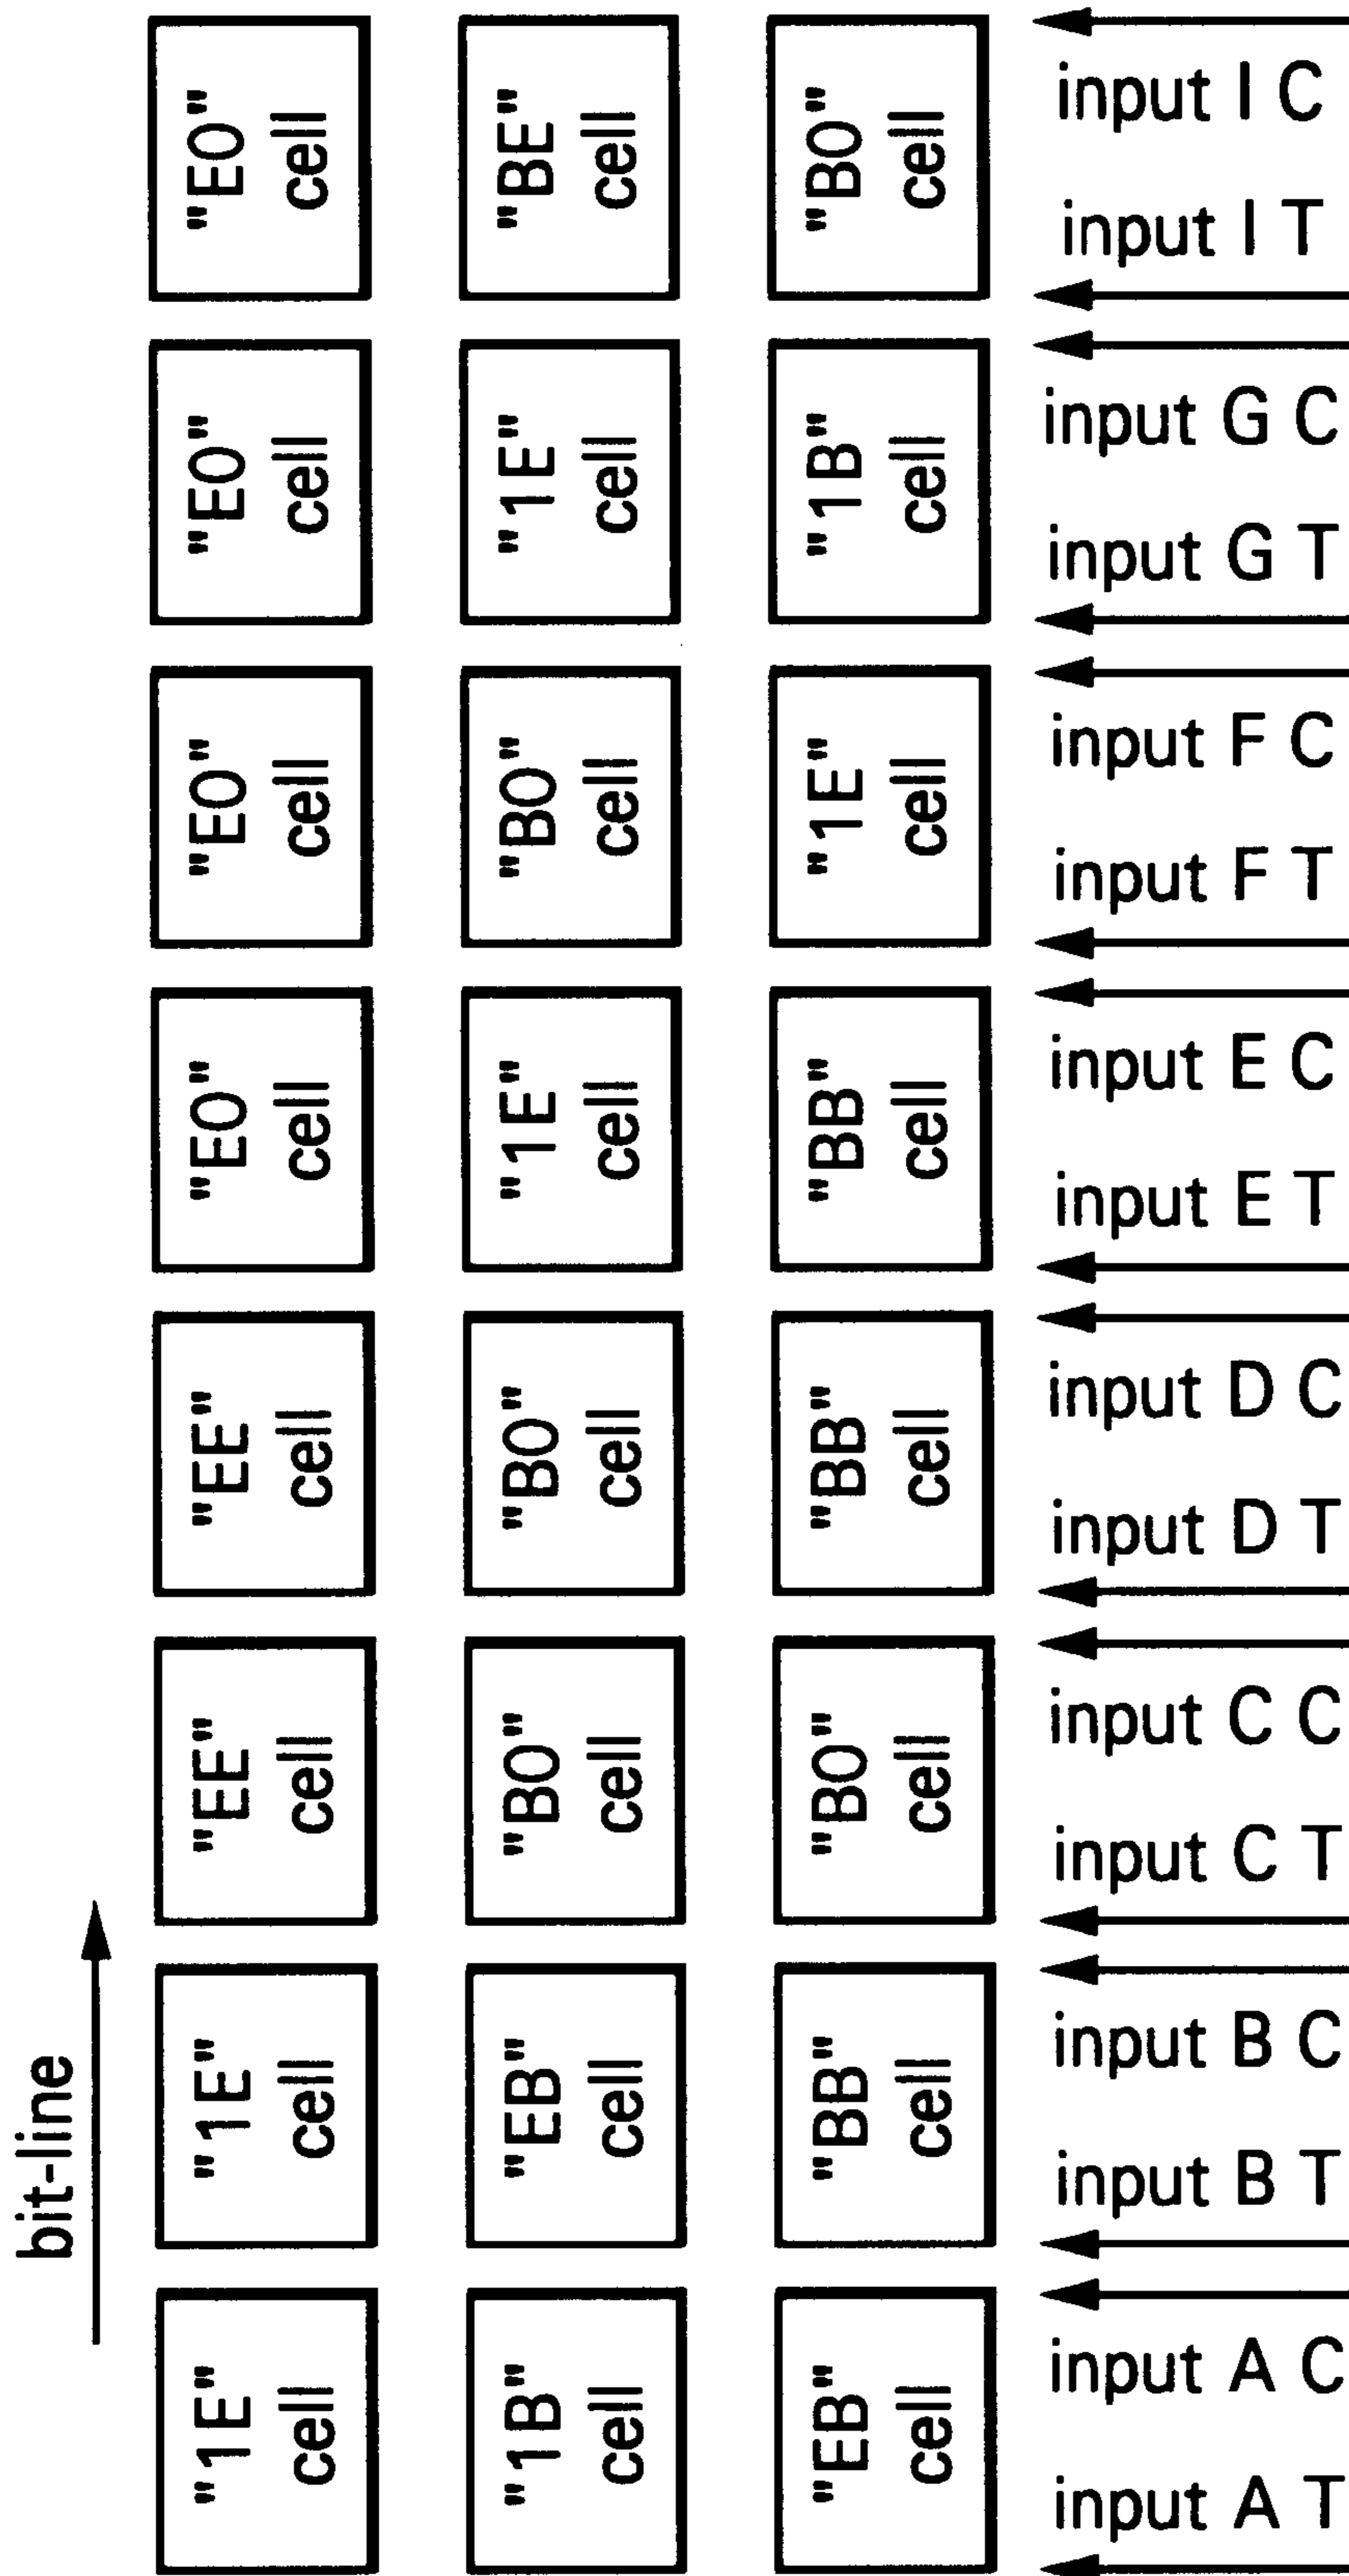 "E0" cell
"BE" cell
"B0" cell
input I C
input I T
"E0" cell
"1E" cell
"1B" cell
input G C
input G T
"E0" cell
"B0" cell
"1E" cell
input F C
input F T
"E0" cell
"1E" cell
"BB" cell
input E C
input E T
"EE" cell
"B0" cell
"BB" cell
input D C
input D T
"EE" cell
"B0" cell
"B0" cell
input C C
input C T
bit-line
"1E" cell
"EB" cell
"BB" cell
input B C
input B T
"1E" cell
"1B" cell
"EB" cell
input A C
input A T